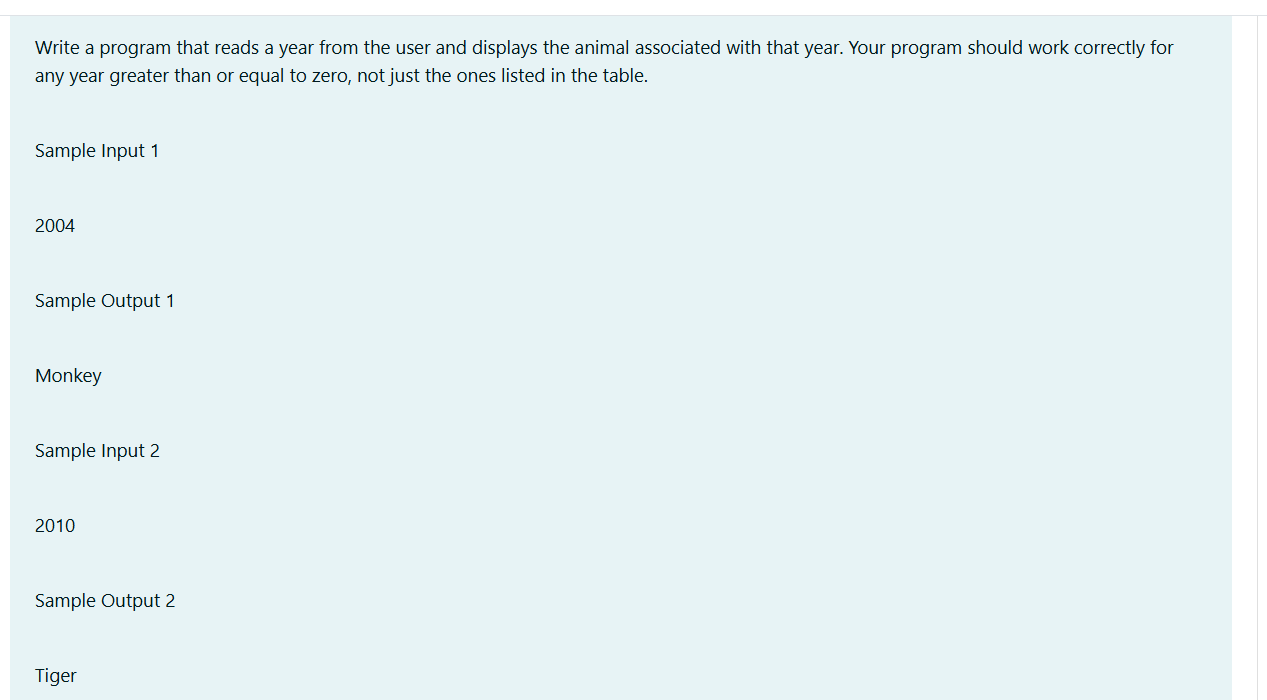 Write a program that reads a year from the user and displays the animal associated with that year. Your program should work correctly for
any year greater than or equal to zero, not just the ones listed in the table.
Sample Input 1
2004
Sample Output 1
Monkey
Sample Input 2
2010
Sample Output 2
Tiger